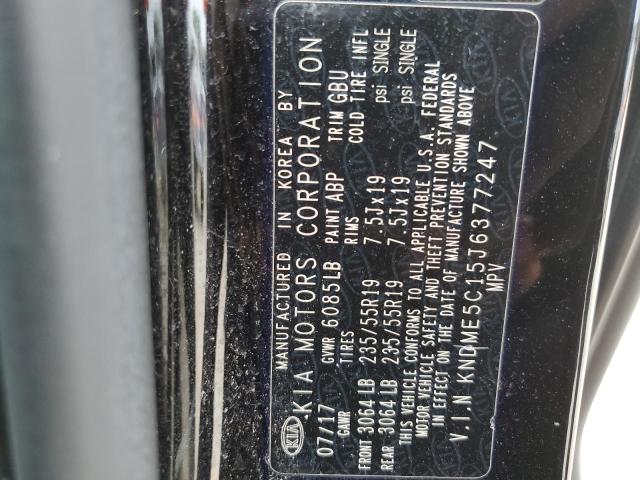 MANUFACTURED IN KOREA BY
KIA KIA MOTORS CORPORATION
07/17 GVWR 6085LB PAINT ABP TRIM GBU
GAWR TIRES RIMS COLD TIRE INFL
FRONT 3064LB 235/55R19 7.5Jx19 psi SINGLE
REAR 3064LB 235/55R19 7.5Jx19 psi SINGLE
THIS VEHICLE CONFORMS TO ALL APPLICABLE U.S.A. FEDERAL
MOTOR VEHICLE SAFETY AND THEFT PREVENTION STANDARDS
IN EFFECT ON THE DATE OF MANUFACTURE SHOWN ABOVE
V.I.N KNDME5C15J6377247
MPV